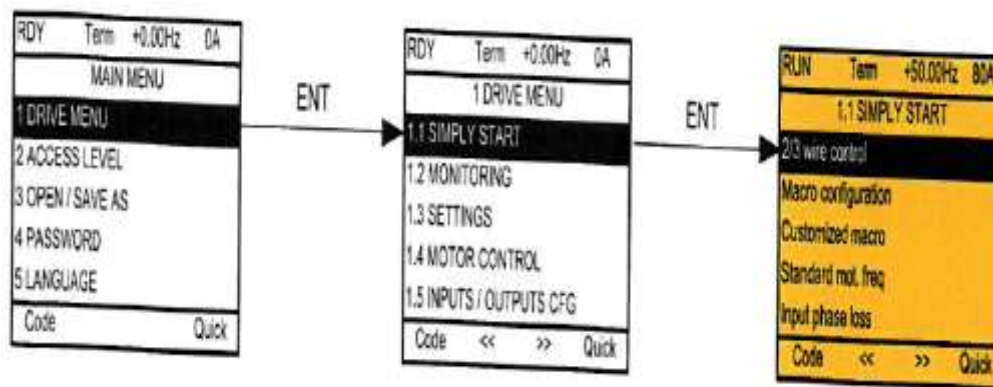 RDY Term +0.00Hz 0A
MAIN MENU
1 DRIVE MENU
2 ACCESS LEVEL
3 OPEN / SAVE AS
4 PASSWORD
5 LANGUAGE
Code Quick
ENT
RDY Term +0.00Hz 0A
1 DRIVE MENU
1.1 SIMPLY START
1.2 MONITORING
1.3 SETTINGS
1.4 MOTOR CONTROL
1.5 INPUTS / OUTPUTS CFG
Code << >> Quick
ENT
RUN Term +50.00Hz 80A
1.1 SIMPLY START
2/3 wire control
Macro configuration
Customized macro
Standard mot. freq
Input phase loss
Code << >> Quick